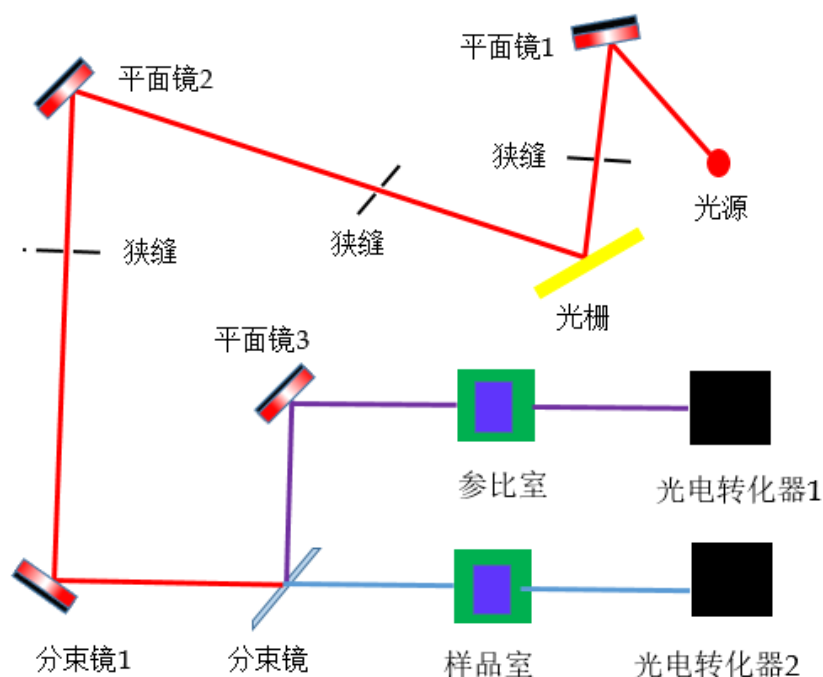 平面镜1
平面镜2
狭缝
光源
狭缝
狭缝
光栅
平面镜3
参比室
光电转化器1
分束镜1
分束镜
样品室
光电转化器2